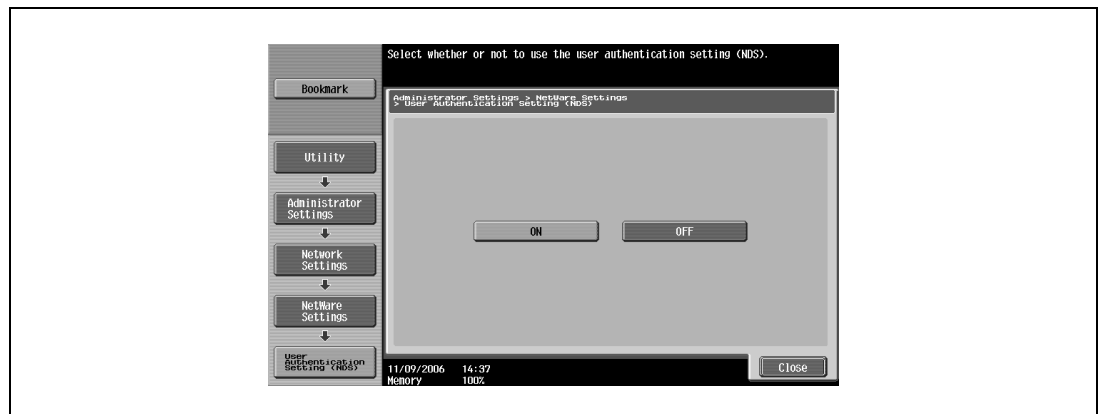 Select whether or not to use the user authentication setting (NDS).
Bookmark
Administrator Settings > NetWare Settings
> User Authentication Setting (NDS)
Utility
Administrator
Settings
Network
Settings
NetWare
Settings
User
Authentication
Setting (NDS)
ON
OFF
11/09/2006 14:37
Memory 100%
Close